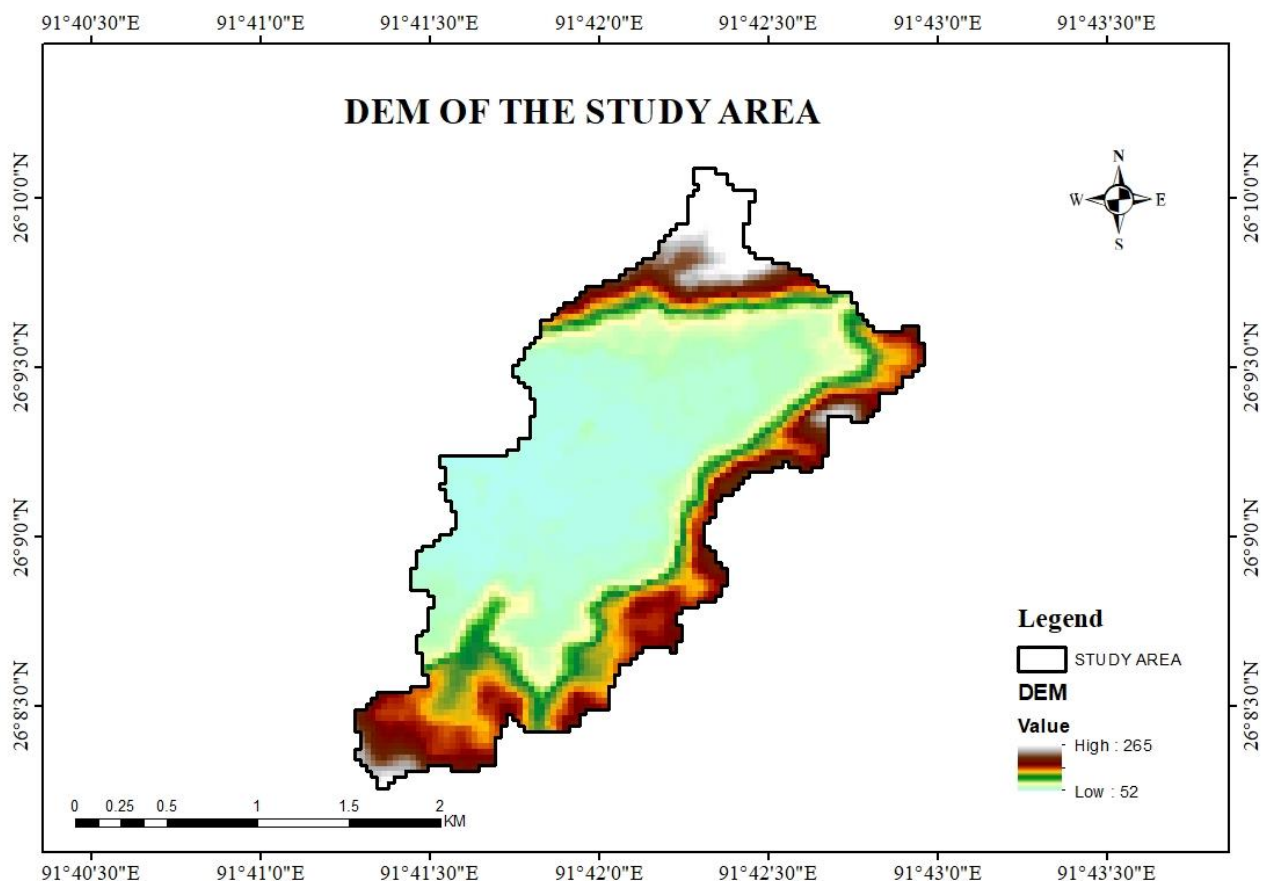 91°40'30"E 91°41'0"E 91°41'30"E 91°42'0"E 91°42'30"E 91°43'0"E 91°43'30"E
DEM OF THE STUDY AREA
N
W E
S
26°10'0"N 26°10'0"N
26°9'30"N 26°9'30"N
26°9'0"N 26°9'0"N
26°8'30"N 26°8'30"N
Legend
STUDY AREA
DEM
Value
High : 265
Low : 52
0 0.25 0.5 1 1.5 2
KM
91°40'30"E 91°41'0"E 91°41'30"E 91°42'0"E 91°42'30"E 91°43'0"E 91°43'30"E